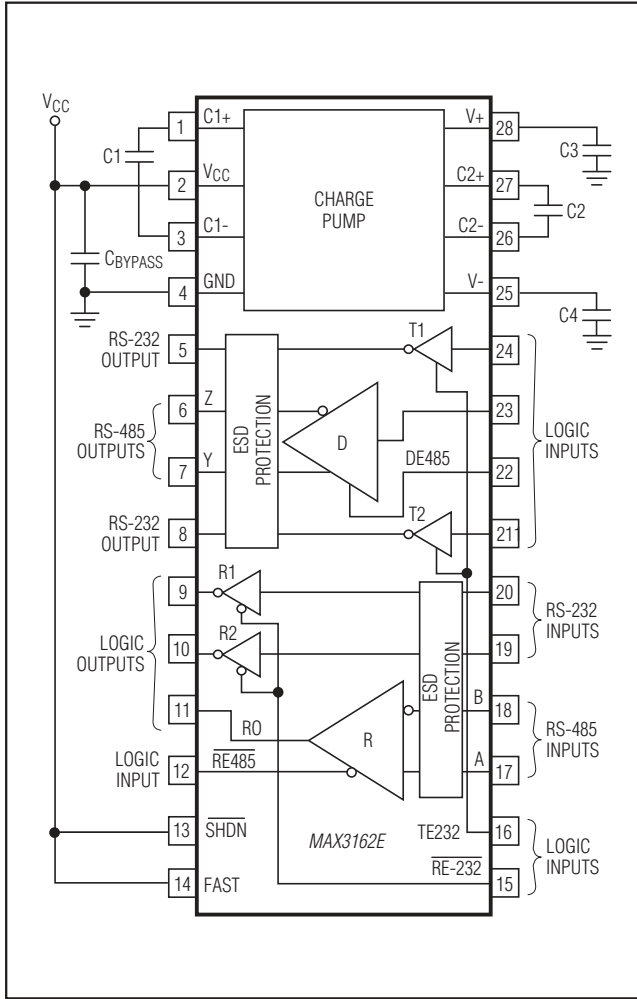 VCC
1 C1+
C1
2 VCC
3 C1-
CBYPASS
4 GND
CHARGE
PUMP
V+ 28
C3
C2+ 27
C2
C2- 26
V- 25
C4
RS-232
OUTPUT
5
T1
24
RS-485
OUTPUTS
6 Z
7 Y
ESD
PROTECTION
D
23
DE485
22
LOGIC
INPUTS
RS-232
OUTPUT
8
T2
211
9
R1
20
RS-232
INPUTS
LOGIC
OUTPUTS
10
R2
19
ESD
PROTECTION
11
RO
R
B 18
RS-485
INPUTS
LOGIC
INPUT
12 RE485
A 17
13 SHDN
MAX3162E
TE232 16
LOGIC
INPUTS
14 FAST
RE-232 15